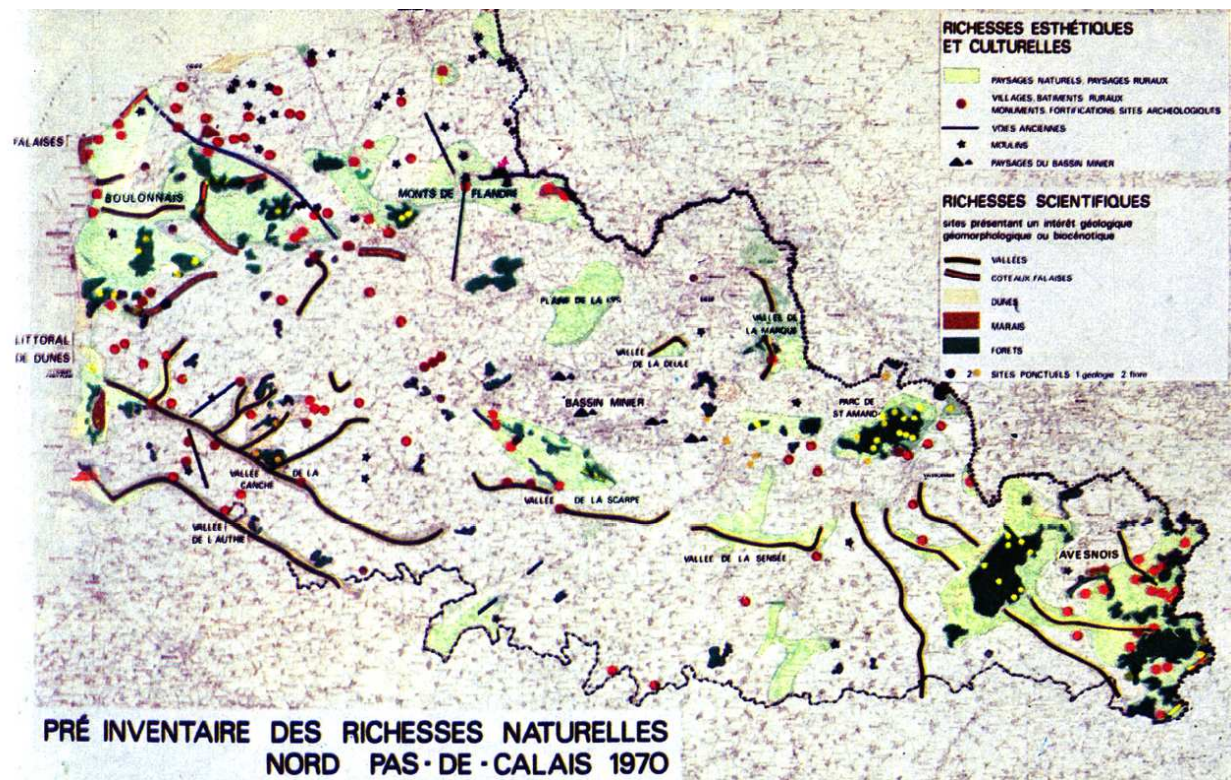 RICHESSES ESTHÉTIQUES
ET CULTURELLES
PAYSAGES NATURELS, PAYSAGES RURAUX
VILLAGES, BATIMENTS RURAUX
MONUMENTS, FORTIFICATIONS, SITES ARCHEOLOGIQUES
VOIES ANCIENNES
MOULINS
PAYSAGES DU BASSIN MINIER
RICHESSES SCIENTIFIQUES
sites présentant un intérêt géologique
géomorphologique ou biocénotique
VALLÉES
COTEAUX FALAISES
DUNES
MARAIS
FORETS
SITES PONCTUELS 1 geologie 2 flore
FALAISES
BOULONNAIS
MONTS DE FLANDRE
PLAINE DE LA LYS
VALLEE DE
LA MARQUE
LITTORAL
DE DUNES
VALLÉE
DE LA DEULE
BASSIN MINIER
PARC DE
ST AMAND
VALLÉE DE LA
CANCHE
VALLÉE DE LA SCARPE
VALLÉE
DE L'AUTHIE
VALLÉE DE LA SENSÉE
AVESNOIS
PRÉ INVENTAIRE DES RICHESSES NATURELLES
NORD PAS-DE-CALAIS 1970